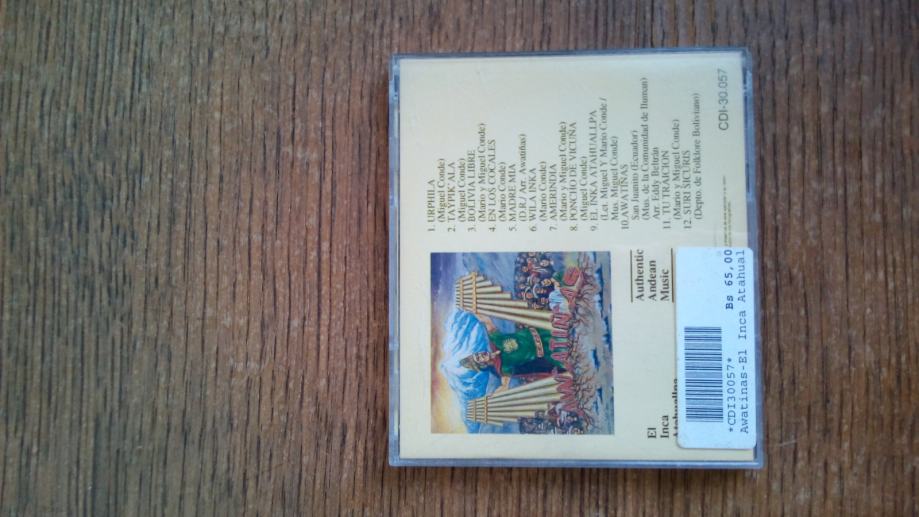 1. URPHILA
(Miguel Conde)
2. TAYPIK'ALA
(Miguel Conde)
3. BOLIVIA LIBRE
(Mario y Miguel Conde)
4. EN LOS COCALES
(Mario Conde)
5. MADRE MIA
(D.B./ Arr. Awatiñas)
6. WILA INKA
(Mario Conde)
7. AMERINDIA
(Mario y Miguel Conde)
8. PONCHO DE VICUÑA
(Miguel Conde)
9. EL INKA ATAHUALLPA
(Let. Miguel Y Mario Conde /
Mus. Miguel Conde)
10.AWATIÑAS
San Juanito (Ecuador)
(Mus. de la Comunidad de Iluman)
Arr. Eddy Beltrán
11. TU TRAICION
(Mario y Miguel Conde)
12. SURI SICURIS
(Depto. de Folklore Boliviano)
CDI-30.057
AWATIÑAS
El
Inca
Atahuallpa
Authentic
Andean
Music
Bs 65,00
*CDI30057*
Awatinas-El Inca Atahual